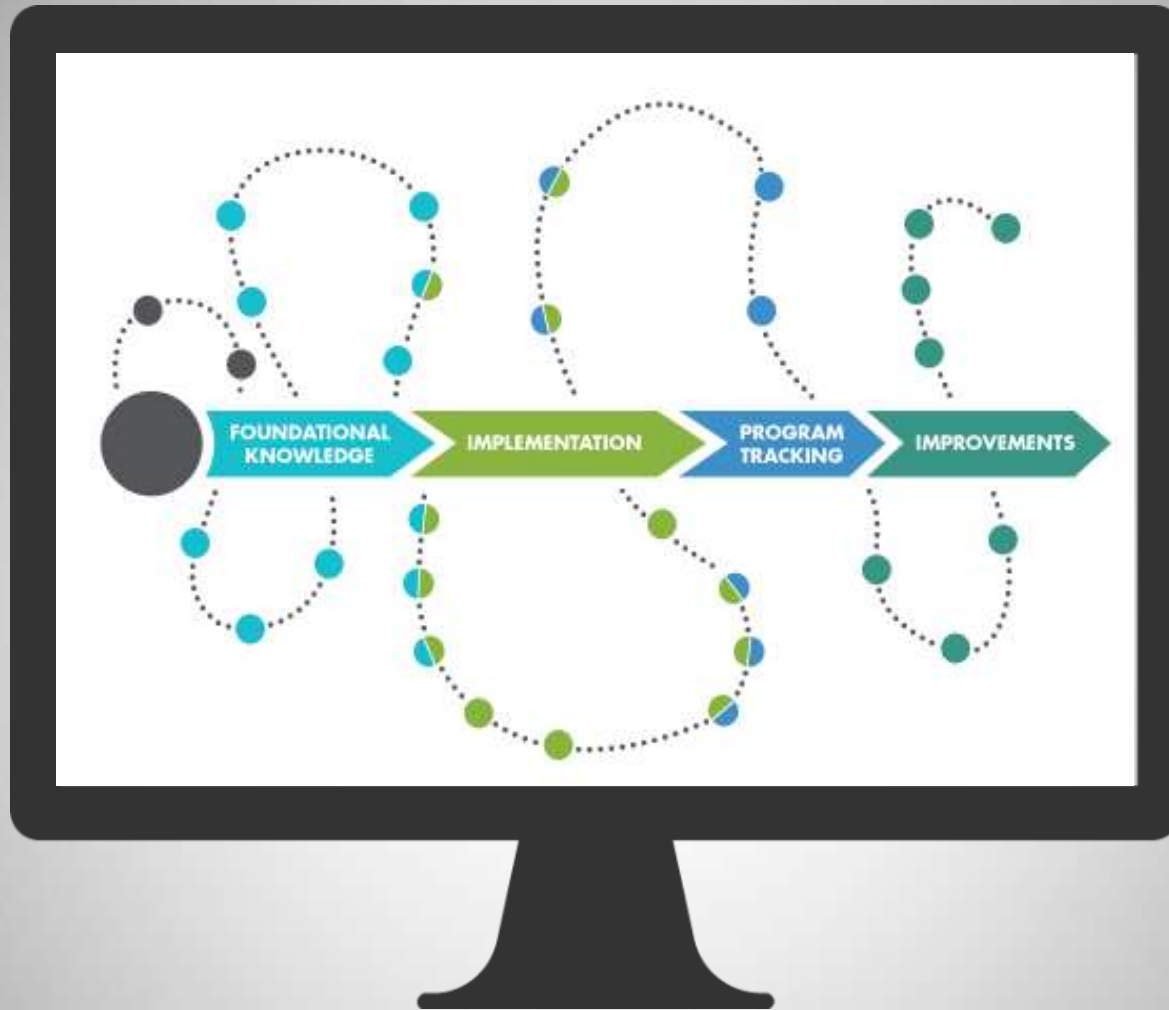 FOUNDATIONAL
KNOWLEDGE
IMPLEMENTATION
PROGRAM
TRACKING
IMPROVEMENTS